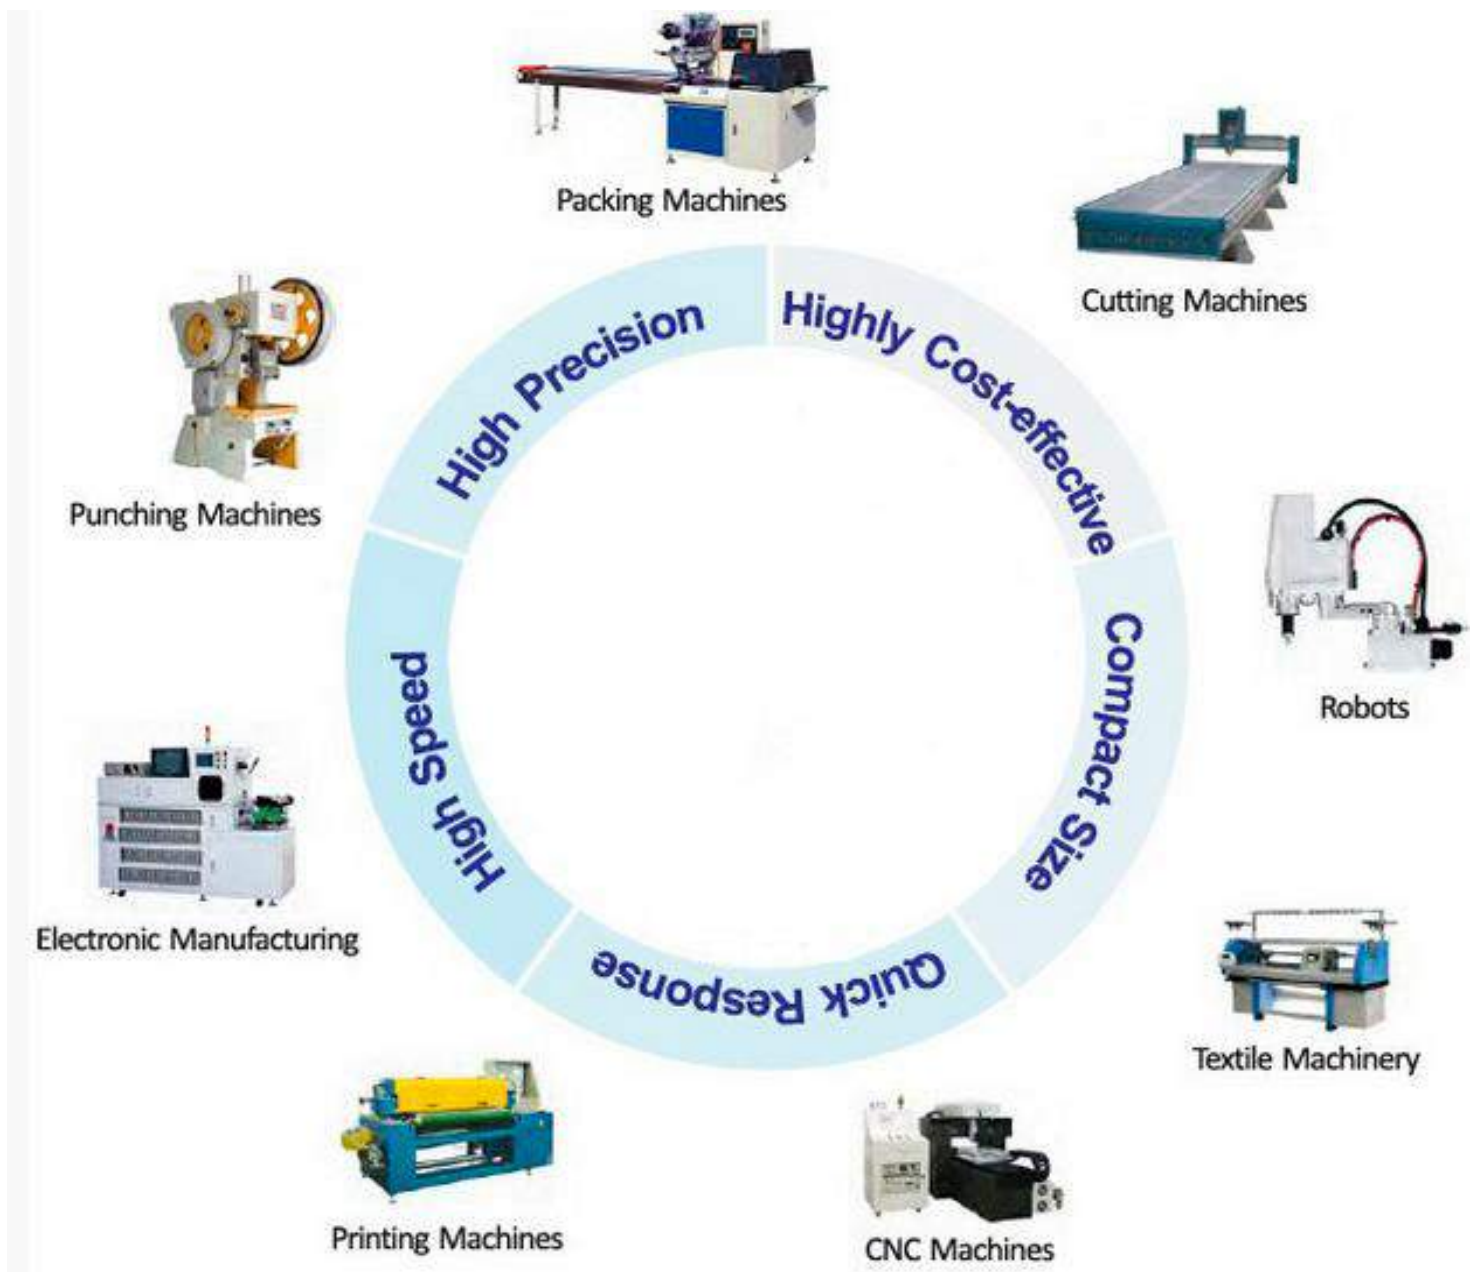 Packing Machines
Cutting Machines
Highly Cost-effective
High Precision
Punching Machines
Compact Size
Robots
High Speed
Electronic Manufacturing
Quick Response
Textile Machinery
Printing Machines
CNC Machines